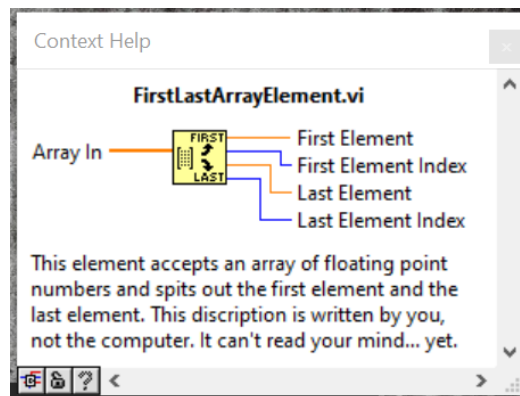 Context Help
FirstLastArrayElement.vi
Array In
FIRST
LAST
First Element
First Element Index
Last Element
Last Element Index
This element accepts an array of floating point
numbers and spits out the first element and the
last element. This discription is written by you,
not the computer. It can't read your mind... yet.